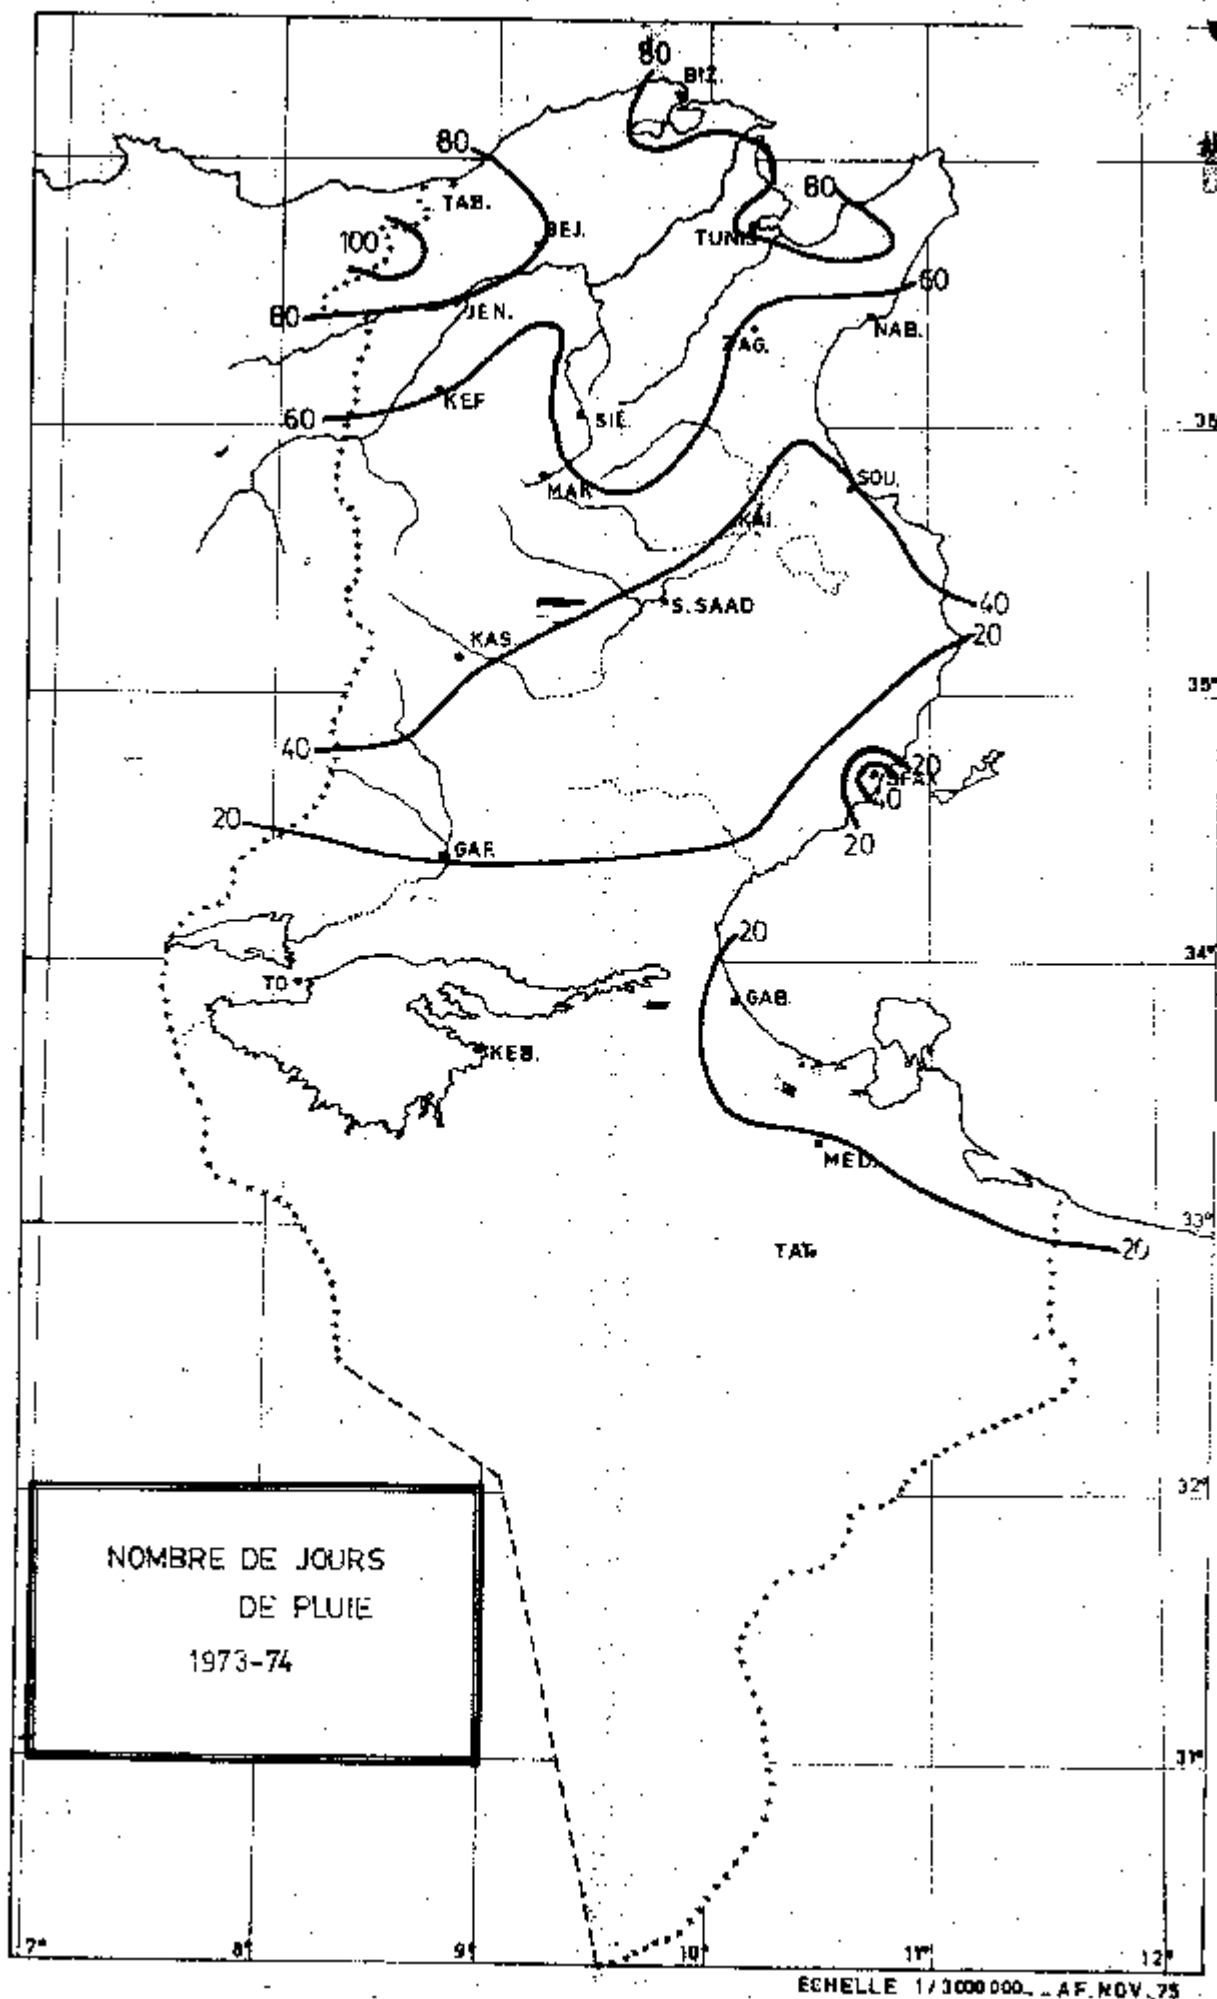 80
BIZ.
80
TAB.
80
100
BEJ.
TUNIS
80
JEN.
60
NAB.
ZAG.
60
KEF
SIE.
36
MAK
SOU.
KAI.
S.SAAD
40
20
KAS.
35°
40
20
SFAX
40
20
20
GAF.
20
34°
TO
GAB.
KEB.
MED.
33°
TAT.
20
32°
NOMBRE DE JOURS
DE PLUIE
1973-74
31°
7° 8° 9° 10° 11° 12°
ECHELLE 1/3000000 _ _ A F. NOV. 75